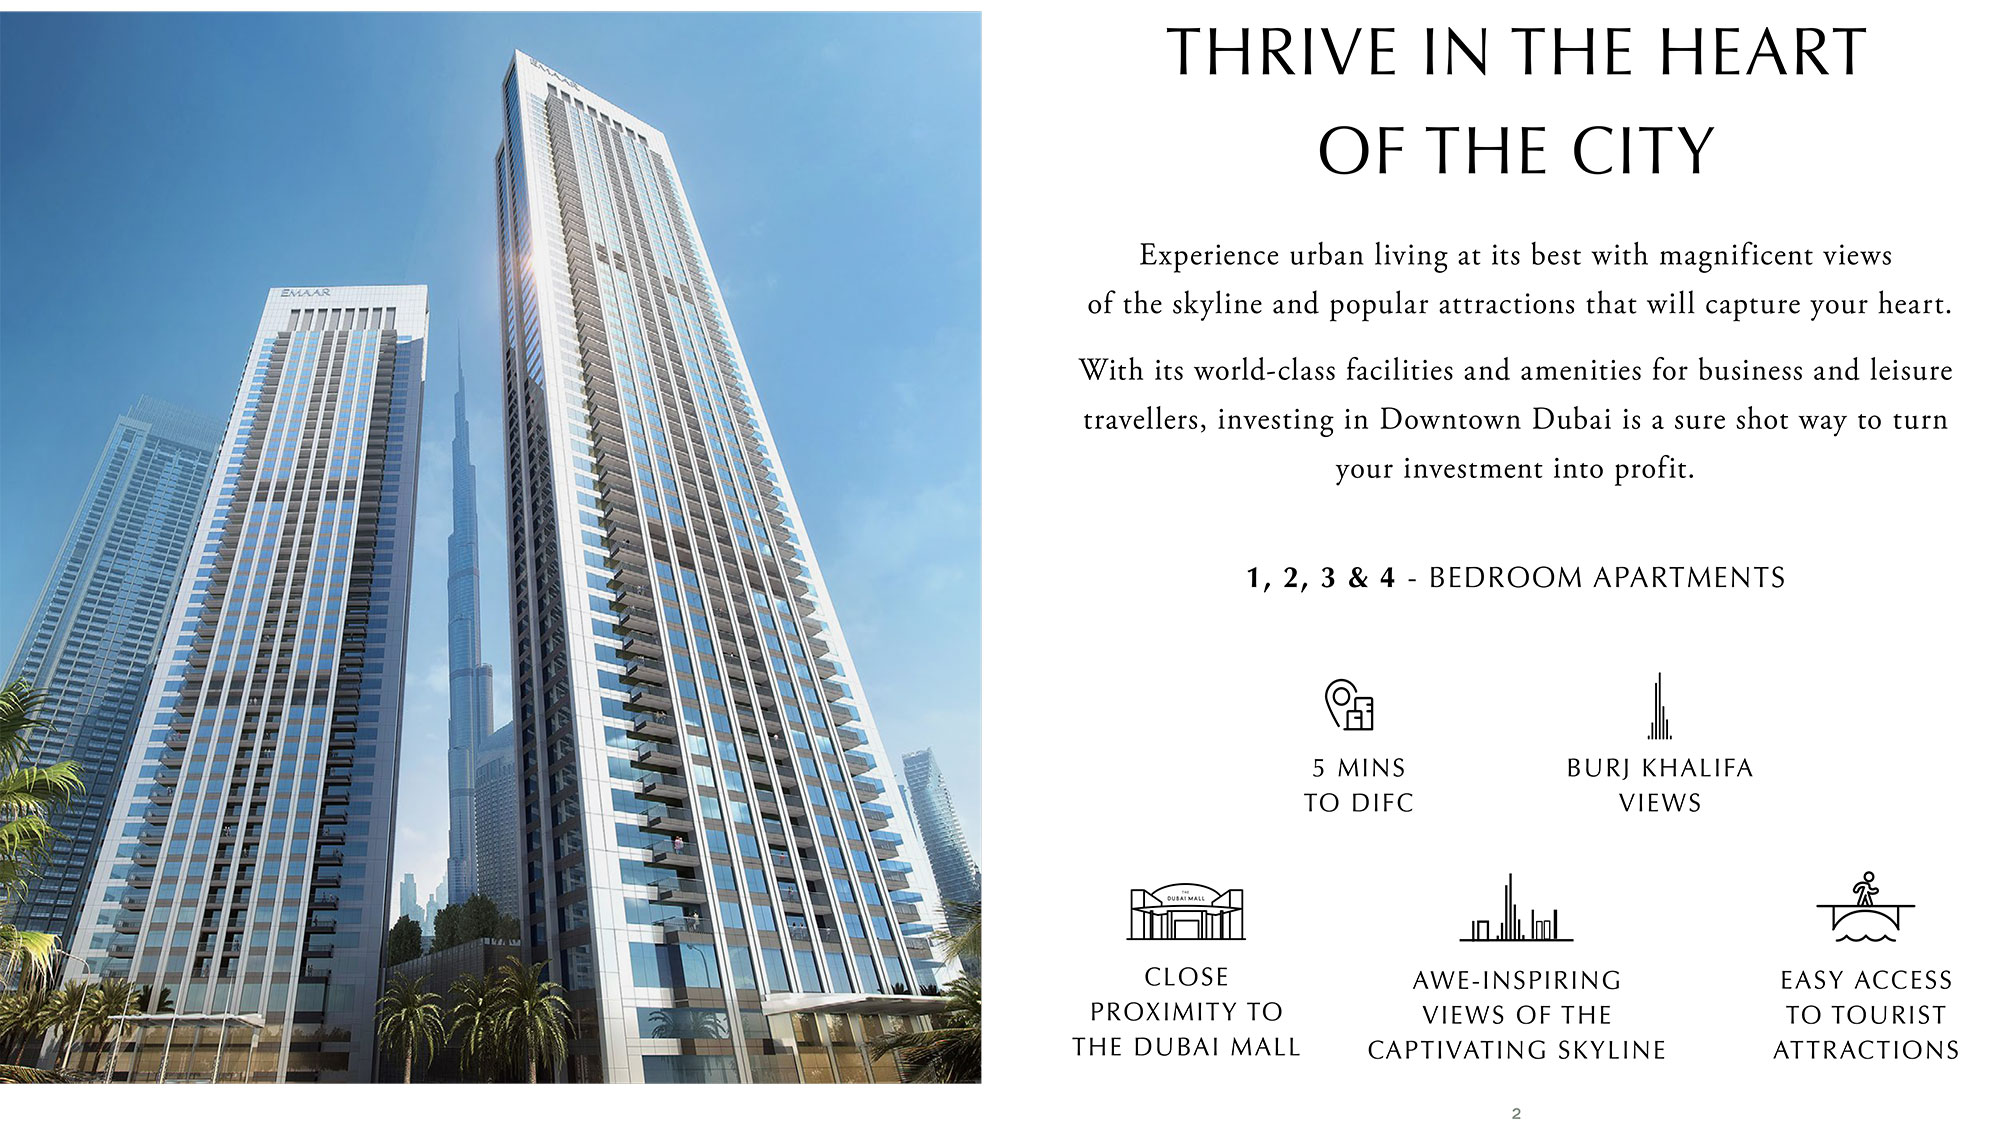 EMAAR
EMAAR
THRIVE IN THE HEART
OF THE CITY
Experience urban living at its best with magnificent views
of the skyline and popular attractions that will capture your heart.
With its world-class facilities and amenities for business and leisure
travellers, investing in Downtown Dubai is a sure shot way to turn
your investment into profit.
1, 2, 3 & 4 - BEDROOM APARTMENTS
5 MINS
TO DIFC
BURJ KHALIFA
VIEWS
THE
DUBAI MALL
CLOSE
PROXIMITY TO
THE DUBAI MALL
AWE-INSPIRING
VIEWS OF THE
CAPTIVATING SKYLINE
EASY ACCESS
TO TOURIST
ATTRACTIONS
2